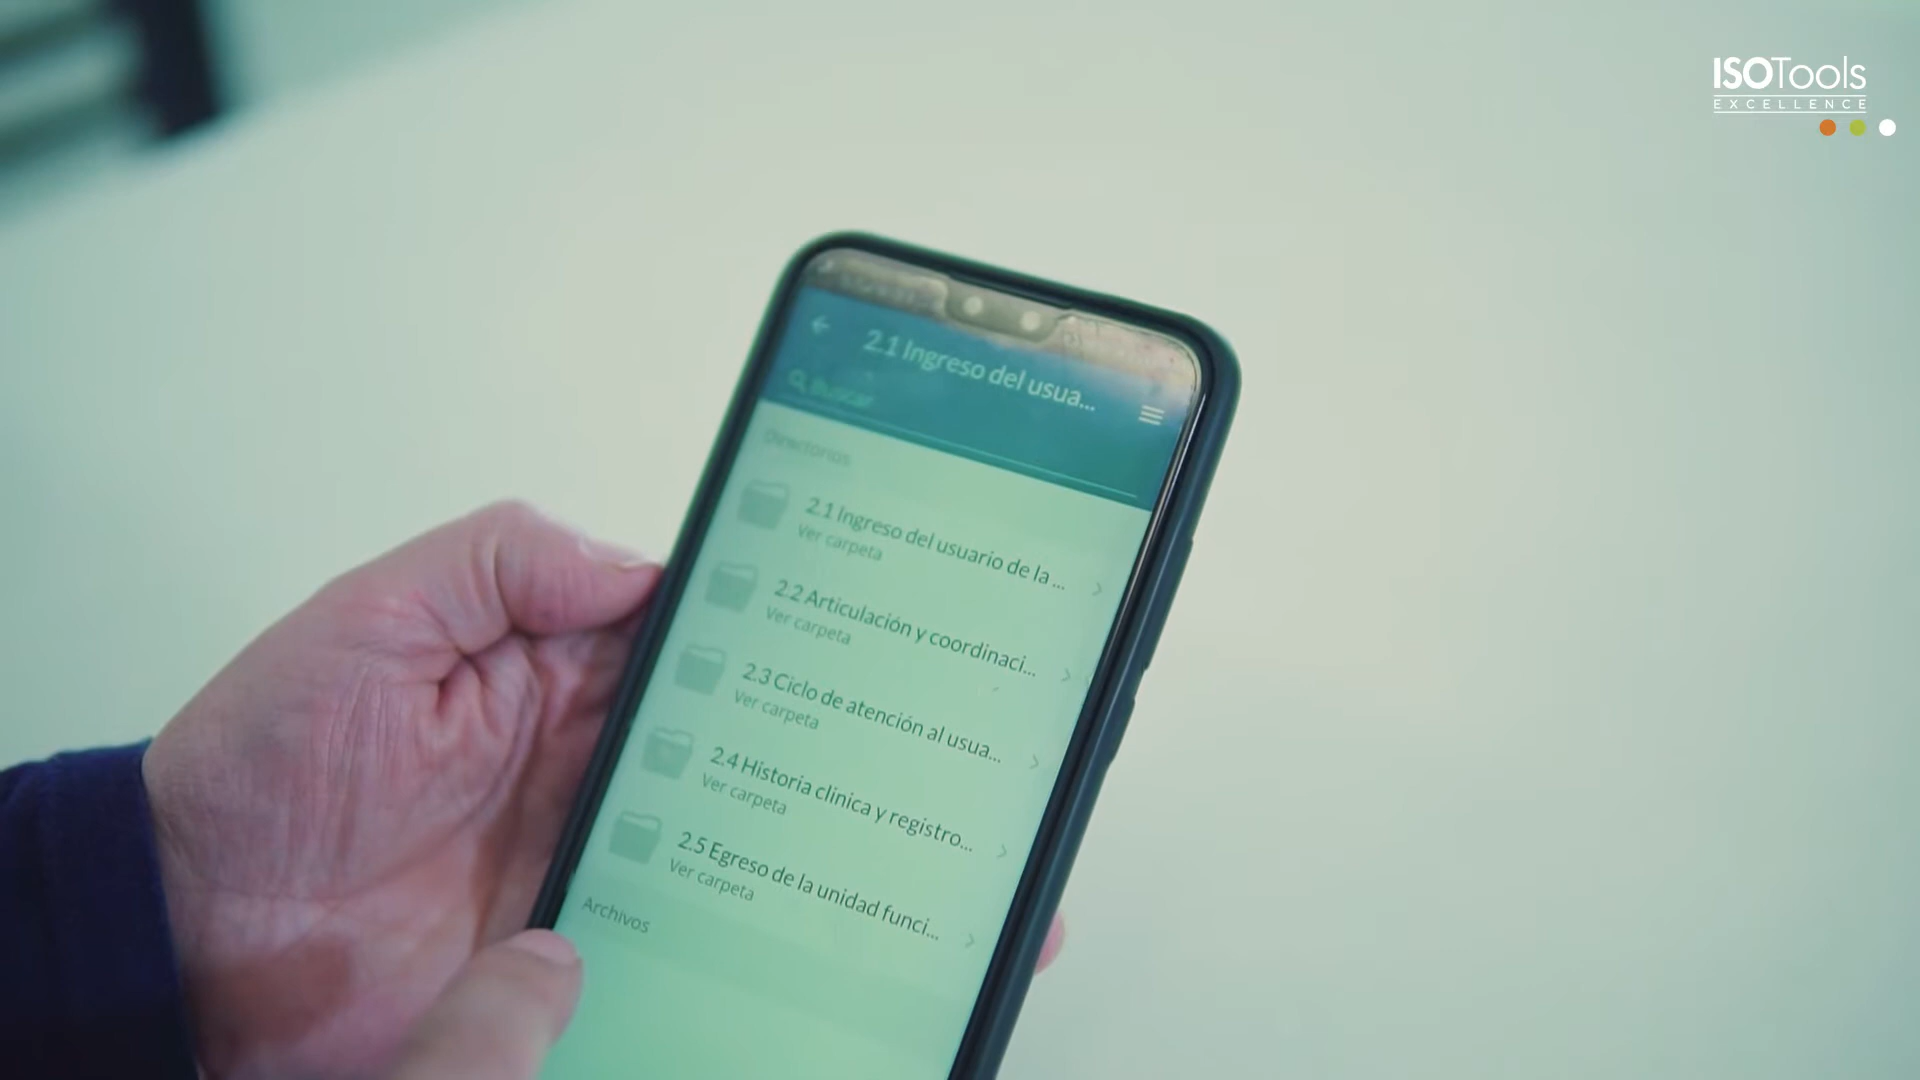 ISOTools
EXCELLENCE
2.1 Ingreso del usua...
Buscar
Directorios
2.1 Ingreso del usuario de la ...
Ver carpeta
2.2 Articulación y coordinaci...
Ver carpeta
2.3 Ciclo de atención al usua...
Ver carpeta
2.4 Historia clínica y registro...
Ver carpeta
2.5 Egreso de la unidad funci...
Ver carpeta
Archivos